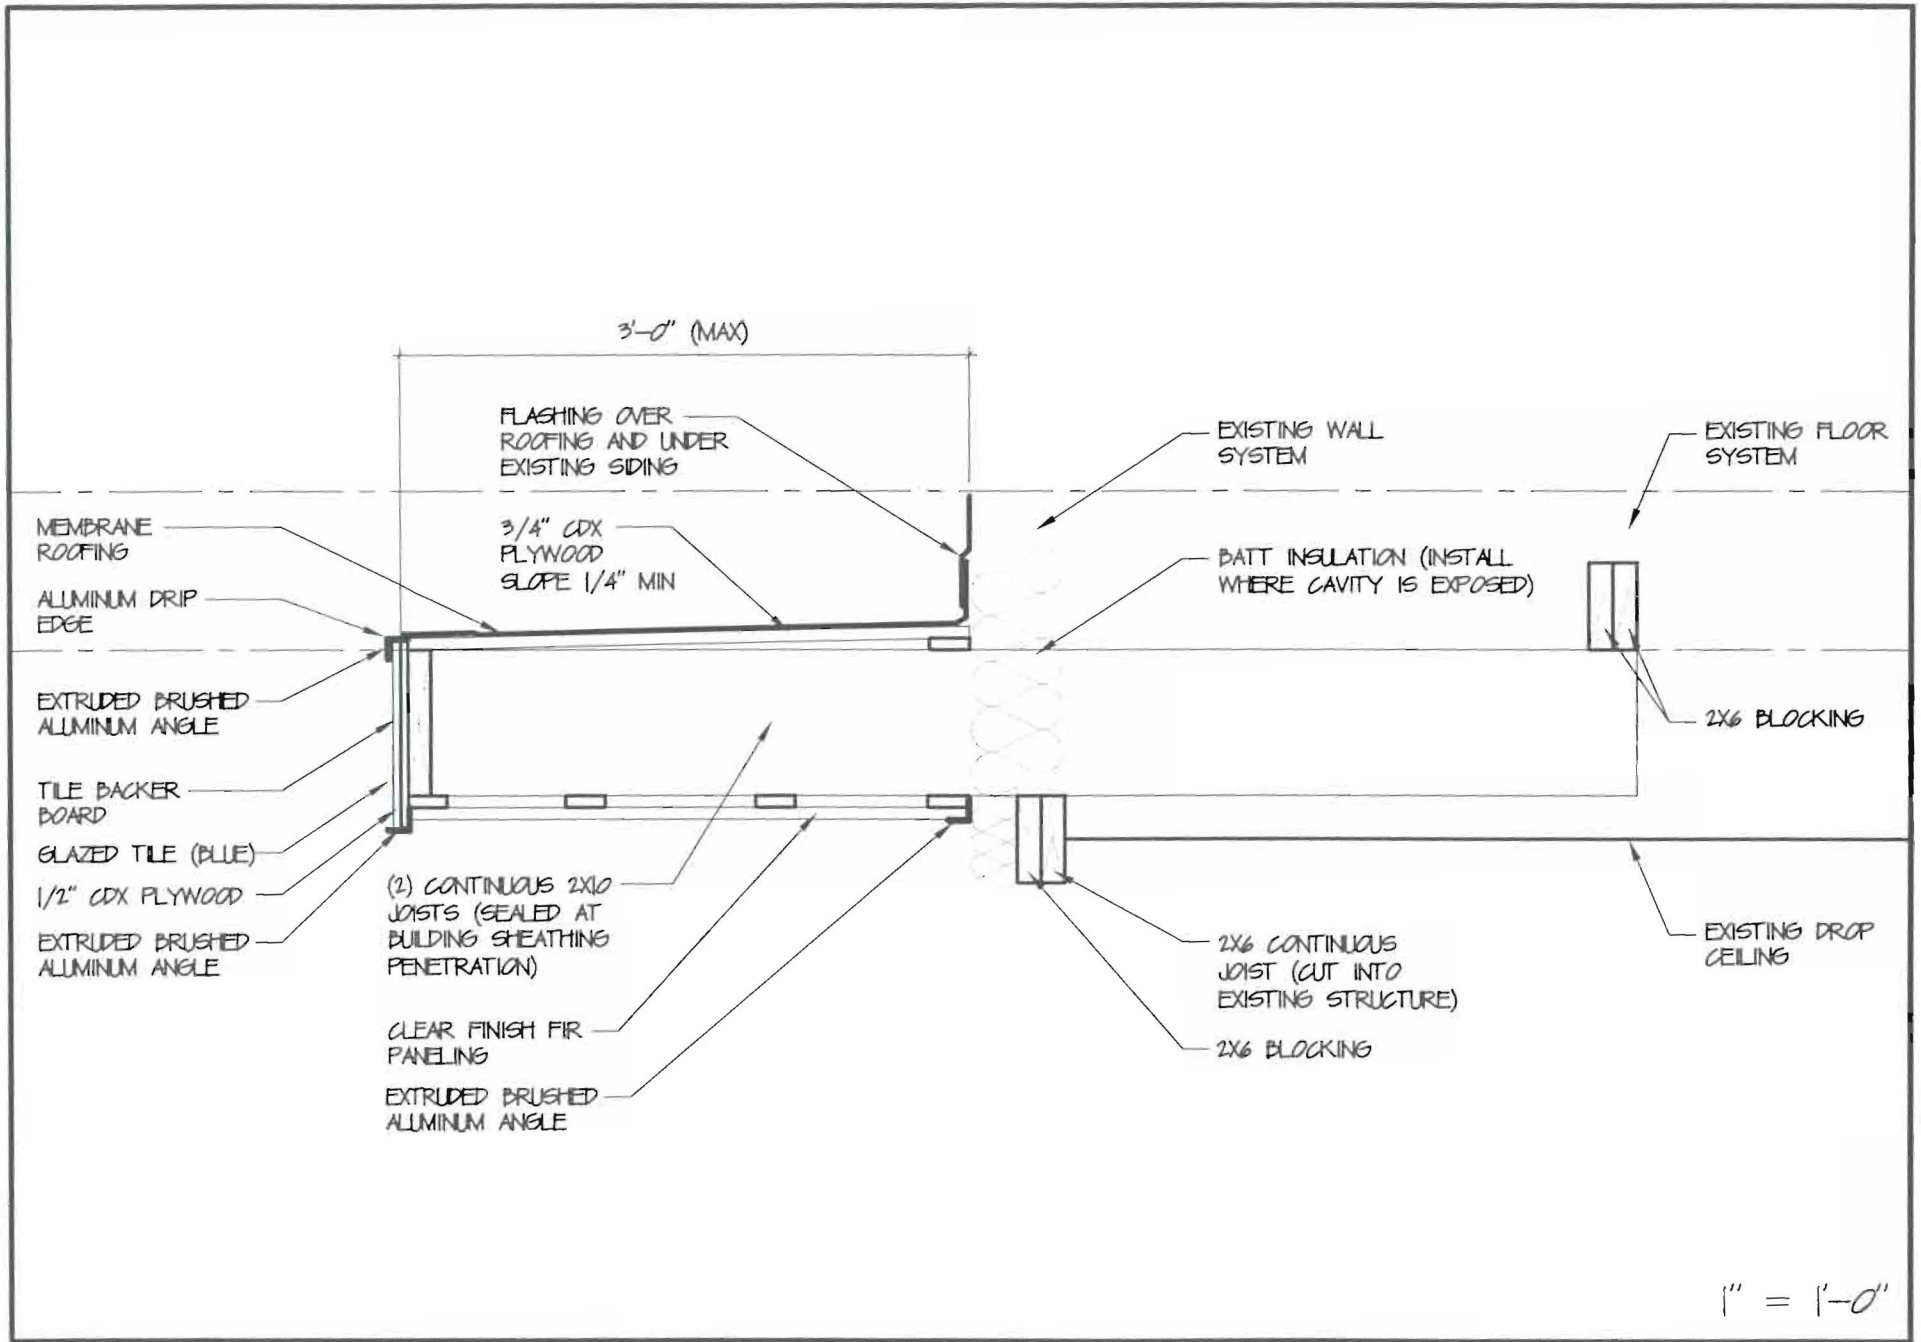 3'-0" (MAX)
FLASHING OVER
ROOFING AND UNDER
EXISTING SIDING
EXISTING WALL
SYSTEM
EXISTING FLOOR
SYSTEM
MEMBRANE
ROOFING
3/4" CDX
PLYWOOD
SLOPE 1/4" MIN
BATT INSULATION (INSTALL
WHERE CAVITY IS EXPOSED)
ALUMINUM DRIP
EDGE
EXTRUDED BRUSHED
ALUMINUM ANGLE
2X6 BLOCKING
TILE BACKER
BOARD
GLAZED TILE (BLUE)
1/2" CDX PLYWOOD
EXTRUDED BRUSHED
ALUMINUM ANGLE
(2) CONTINUOUS 2X10
JOISTS (SEALED AT
BUILDING SHEATHING
PENETRATION)
CLEAR FINISH FIR
PANELING
EXTRUDED BRUSHED
ALUMINUM ANGLE
2X6 CONTINUOUS
JOIST (CUT INTO
EXISTING STRUCTURE)
2X6 BLOCKING
EXISTING DROP
CEILING
1" = 1'-0"